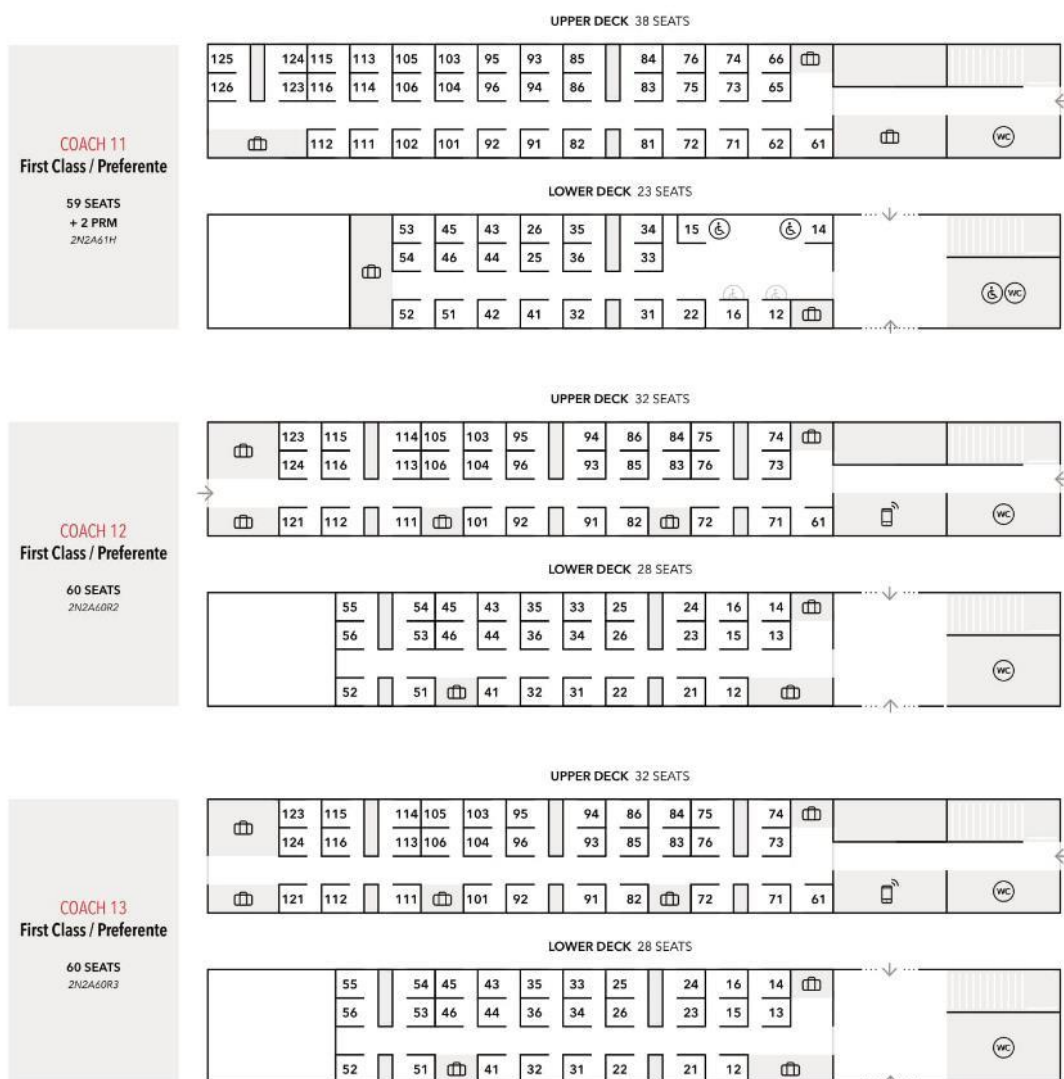 UPPER DECK 38 SEATS
125 124 115 113 105 103 95 93 85 84 76 74 66
126 123 116 114 106 104 96 94 86 83 75 73 65
112 111 102 101 92 91 82 81 72 71 62 61 WC
COACH 11
First Class / Preferente
59 SEATS
+ 2 PRM
2N2A61H
LOWER DECK 23 SEATS
53 45 43 26 35 34 15 14
54 46 44 25 36 33
WC
52 51 42 41 32 31 22 16 12
UPPER DECK 32 SEATS
123 115 114 105 103 95 94 86 84 75 74
124 116 113 106 104 96 93 85 83 76 73
121 112 111 101 92 91 82 72 71 61 WC
COACH 12
First Class / Preferente
60 SEATS
2N2A60R2
LOWER DECK 28 SEATS
55 54 45 43 35 33 25 24 16 14
56 53 46 44 36 34 26 23 15 13
WC
52 51 41 32 31 22 21 12
UPPER DECK 32 SEATS
123 115 114 105 103 95 94 86 84 75 74
124 116 113 106 104 96 93 85 83 76 73
121 112 111 101 92 91 82 72 71 61 WC
COACH 13
First Class / Preferente
60 SEATS
2N2A60R3
LOWER DECK 28 SEATS
55 54 45 43 35 33 25 24 16 14
56 53 46 44 36 34 26 23 15 13
WC
52 51 41 32 31 22 21 12